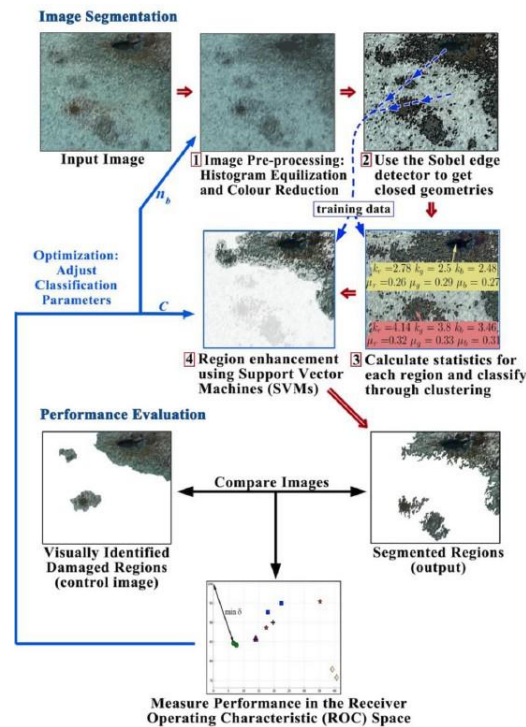 Image Segmentation
Input Image
1 Image Pre-processing:
Histogram Equilization
and Colour Reduction
2 Use the Sobel edge
detector to get
closed geometries
n_b
training data
Optimization:
Adjust
Classification
Parameters
C
k_r=2.78 k_g=2.5 k_b=2.48
μ_r=0.26 μ_g=0.29 μ_b=0.27
k_r=4.14 k_g=3.8 k_b=3.46
μ_r=0.32 μ_g=0.33 μ_b=0.31
4 Region enhancement
using Support Vector
Machines (SVMs)
3 Calculate statistics for
each region and classify
through clustering
Performance Evaluation
Compare Images
Visually Identified
Damaged Regions
(control image)
Segmented Regions
(output)
min δ
Measure Performance in the Receiver
Operating Characteristic (ROC) Space